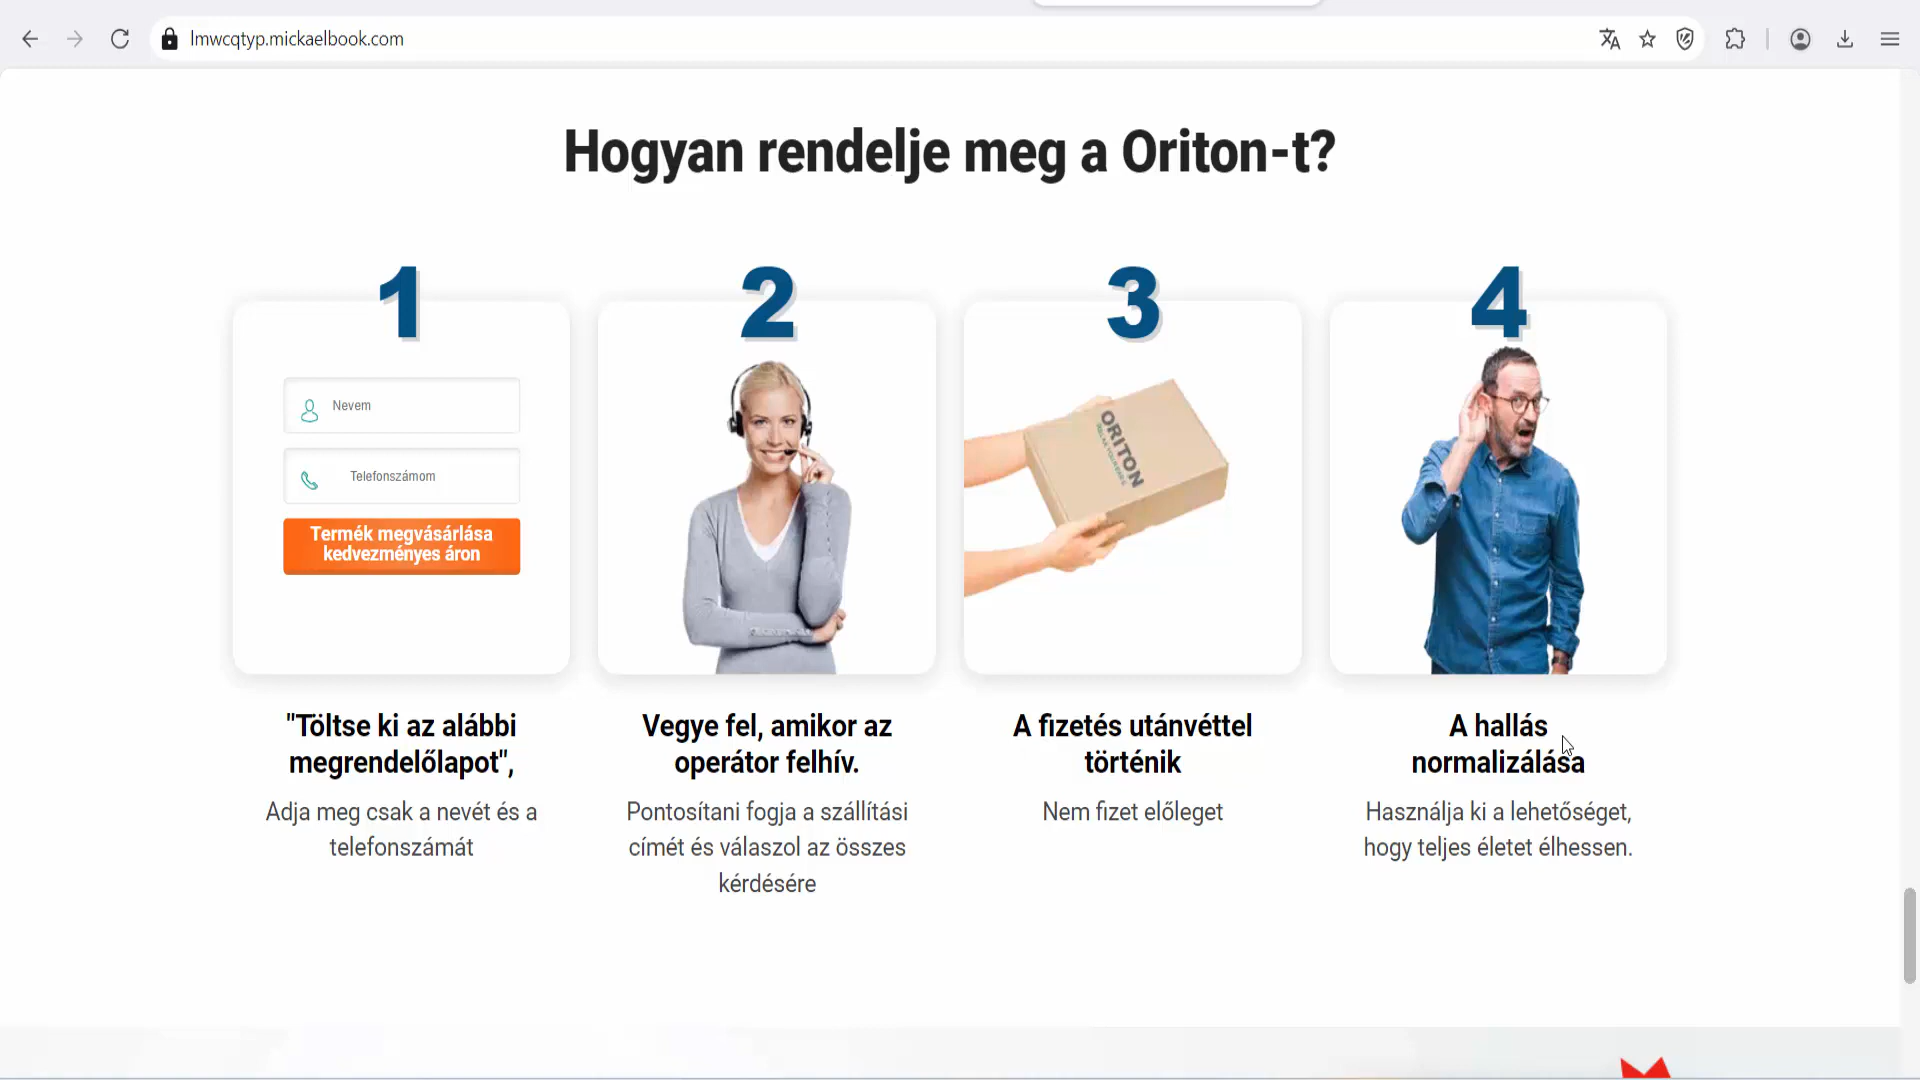 lmwcqtyp.mickaelbook.com
Hogyan rendelje meg a Oriton-t?
1
2
3
4
Nevem
Telefonszámom
Termék megvásárlása
kedvezményes áron
ORITON
"Töltse ki az alábbi
megrendelőlapot",
Adja meg csak a nevét és a
telefonszámát
Vegye fel, amikor az
operátor felhív.
Pontosítani fogja a szállítási
címét és válaszol az összes
kérdésére
A fizetés utánvéttel
történik
Nem fizet előleget
A hallás
normalizálása
Használja ki a lehetőséget,
hogy teljes életet élhessen.